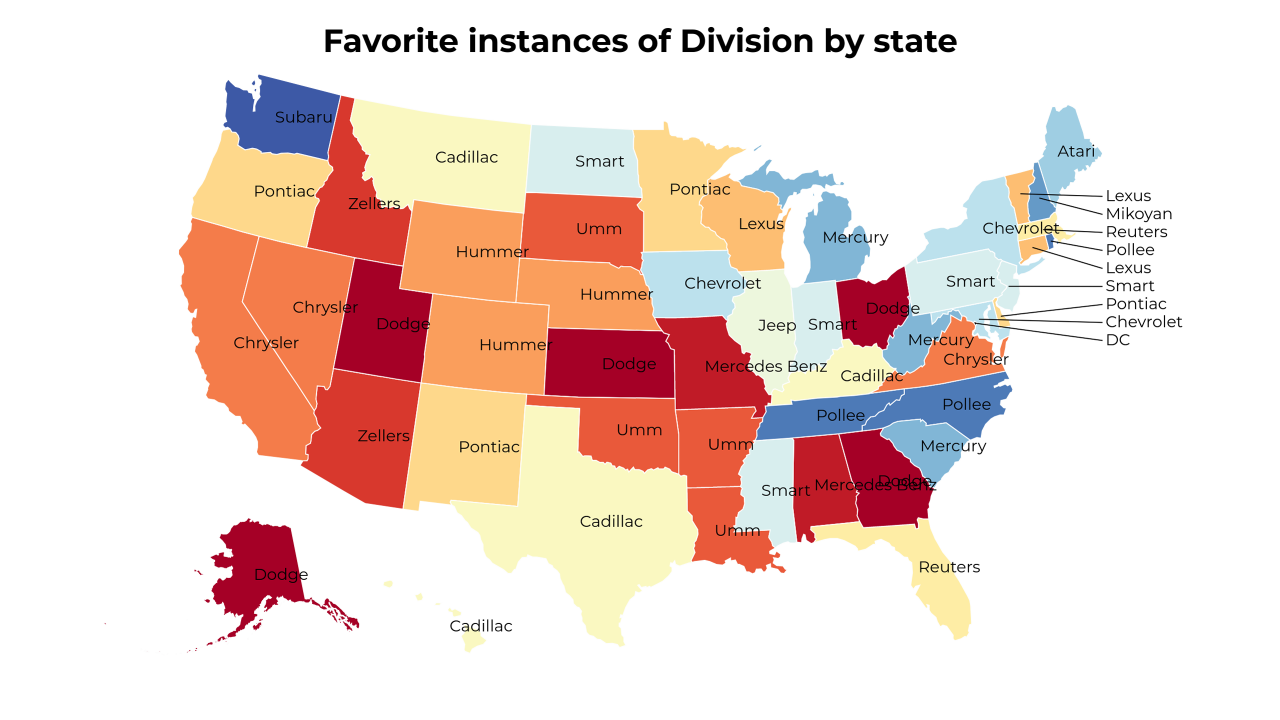 Favorite instances of Division by state
Subaru
Pontiac
Zellers
Cadillac
Smart
Pontiac
Atari
Lexus
Mikoyan
Reuters
Pollee
Lexus
Smart
Pontiac
Chevrolet
DC
Hummer
Umm
Lexus
Mercury
Chevrolet
Chrysler
Chrysler
Dodge
Hummer
Chevrolet
Jeep
Smart
Dodge
Smart
Mercury
Chrysler
Hummer
Dodge
Mercedes Benz
Cadillac
Pollee
Pollee
Zellers
Pontiac
Umm
Umm
Mercury
Smart
Mercedes Benz
Dodge
Cadillac
Umm
Reuters
Dodge
Cadillac